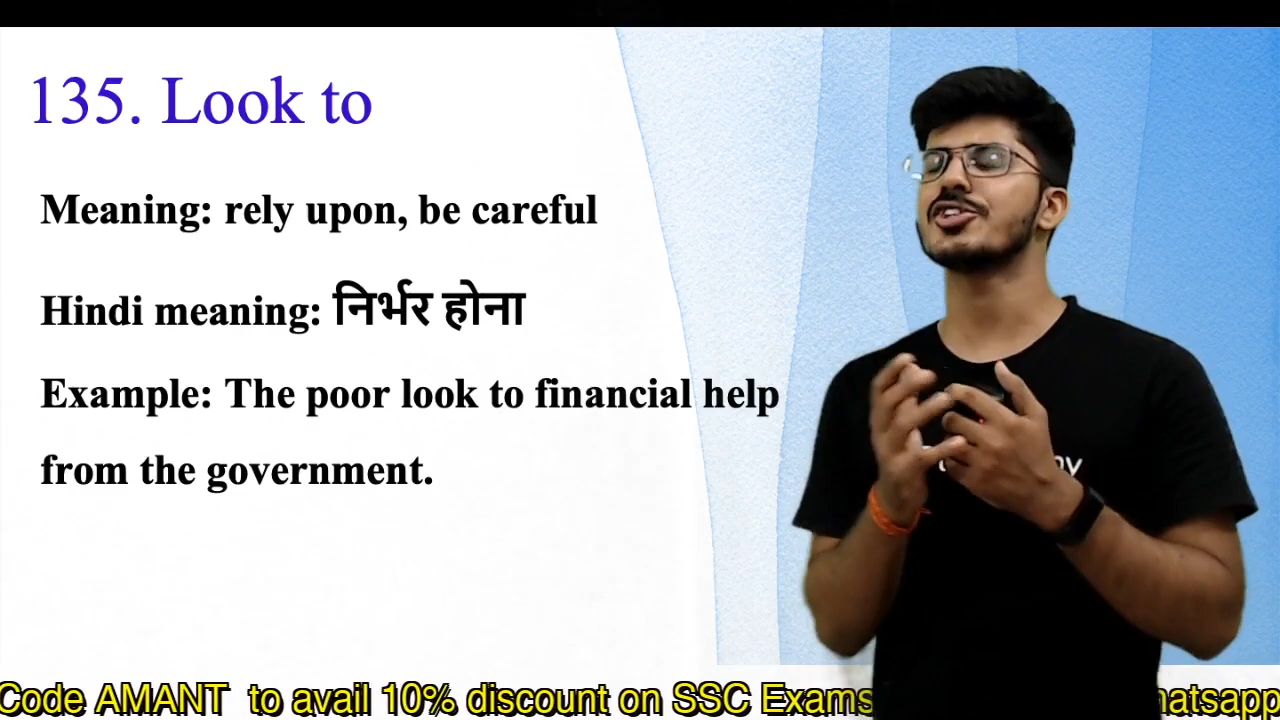 135. Look to
Meaning: rely upon, be careful
Hindi meaning: निर्भर होना
Example: The poor look to financial help
from the government.
Code AMANT to avail 10% discount on SSC Exams